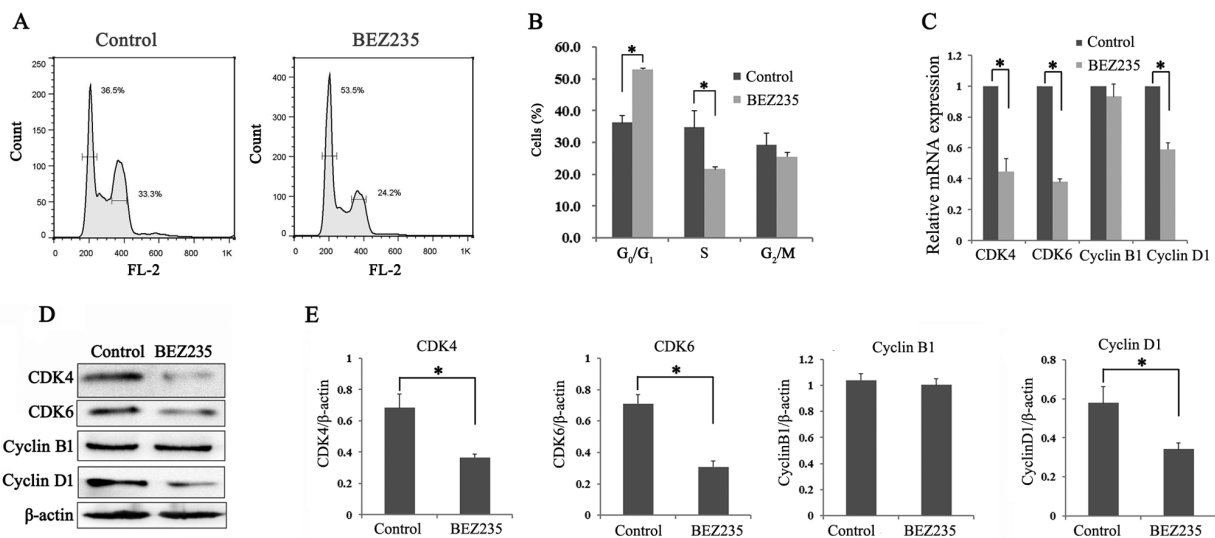 A
Control
BEZ235
250
200
150
100
50
0
Count
36.5%
33.3%
0 200 400 600 800 1K
FL-2
400
300
200
100
0
Count
53.5%
24.2%
0 200 400 600 800 1K
FL-2
B
60.0
50.0
40.0
30.0
20.0
10.0
0.0
Cells (%)
*
*
Control
BEZ235
G0/G1 S G2/M
C
1.2
1
0.8
0.6
0.4
0.2
0
Relative mRNA expression
* * *
Control
BEZ235
CDK4 CDK6 Cyclin B1 Cyclin D1
D
Control BEZ235
CDK4
CDK6
Cyclin B1
Cyclin D1
β-actin
E
CDK4
1
0.8
0.6
0.4
0.2
0
CDK4/β-actin
*
Control BEZ235
CDK6
1
0.8
0.6
0.4
0.2
0
CDK6/β-actin
*
Control BEZ235
Cyclin B1
1.2
1
0.8
0.6
0.4
0.2
0
CyclinB1/β-actin
Control BEZ235
Cyclin D1
0.8
0.6
0.4
0.2
0
CyclinD1/β-actin
*
Control BEZ235